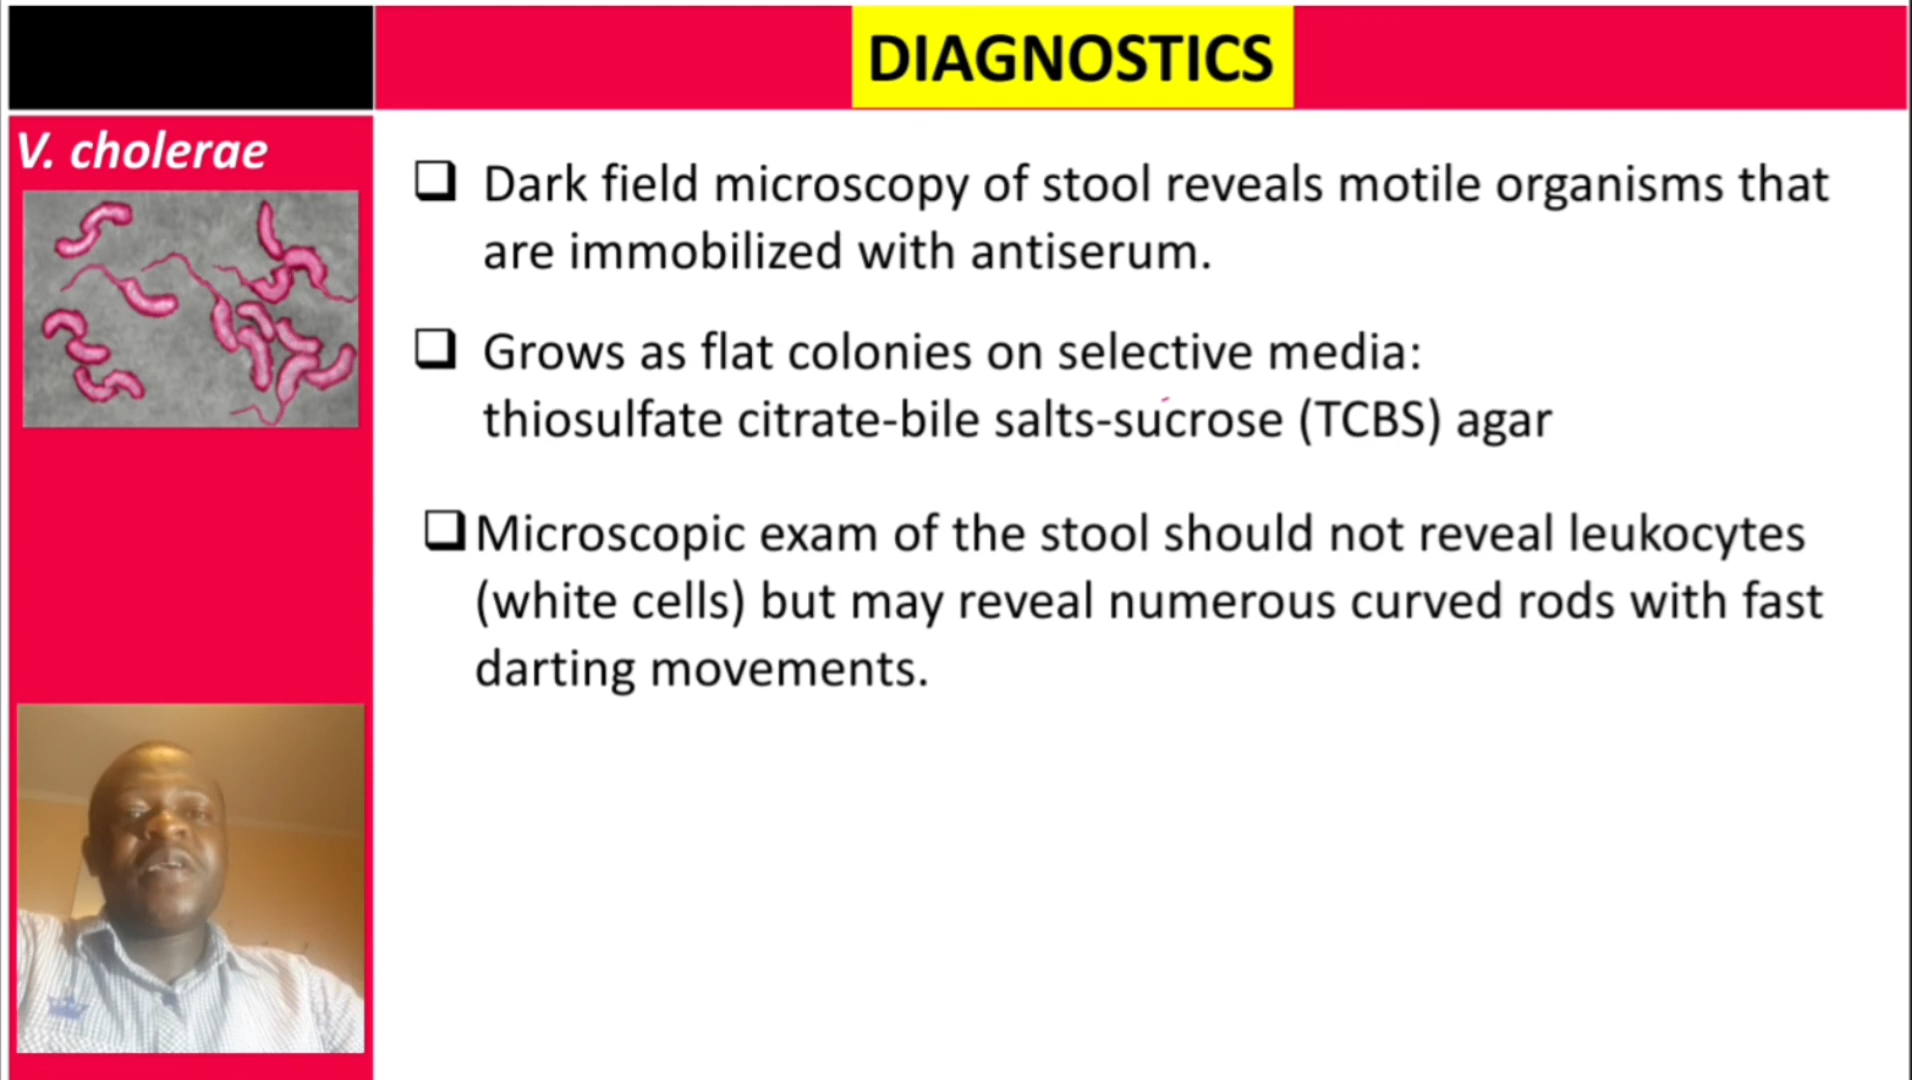 DIAGNOSTICS
V. cholerae
Dark field microscopy of stool reveals motile organisms that
are immobilized with antiserum.
Grows as flat colonies on selective media:
thiosulfate citrate-bile salts-sucrose (TCBS) agar
Microscopic exam of the stool should not reveal leukocytes
(white cells) but may reveal numerous curved rods with fast
darting movements.